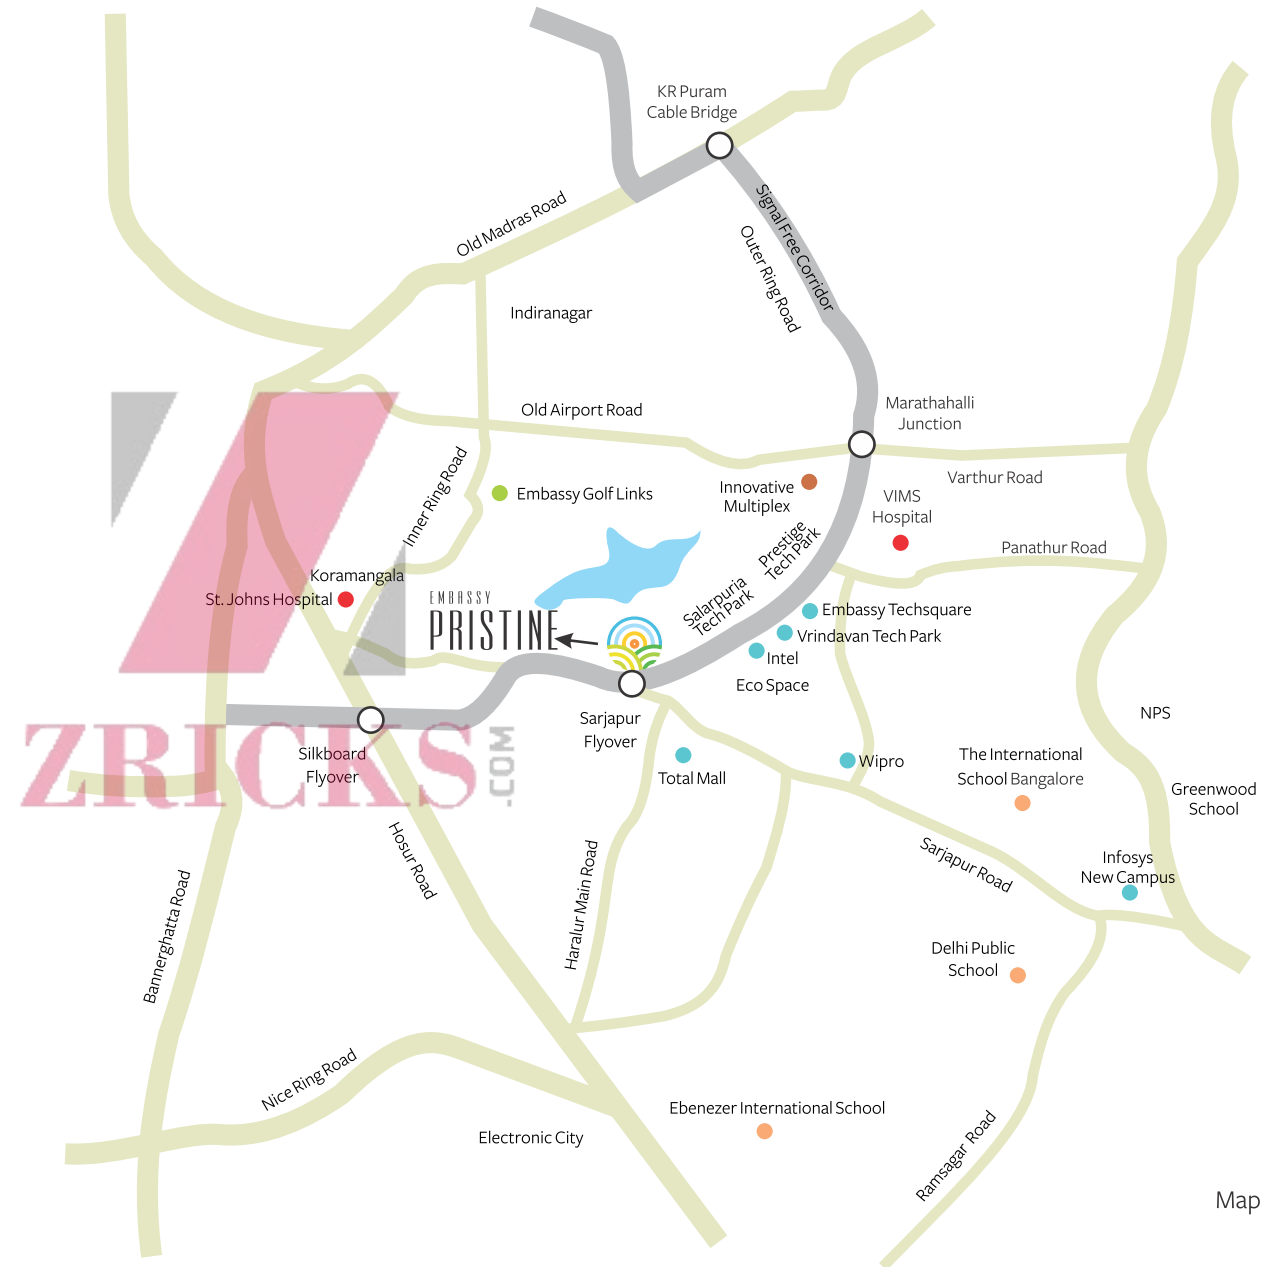 KR Puram
Cable Bridge
Signal Free Corridor
Old Madras Road
Outer Ring Road
Indiranagar
Old Airport Road
Marathahalli
Junction
Inner Ring Road
Varthur Road
Embassy Golf Links
Innovative
Multiplex
VIMS
Hospital
Prestige
Tech Park
Panathur Road
Koramangala
St. Johns Hospital
EMBASSY
PRISTINE
Salarpuria
Tech Park
Embassy Techsquare
Vrindavan Tech Park
Intel
Eco Space
Sarjapur
Flyover
NPS
Silkboard
Flyover
ZRICKS
.COM
Total Mall
Wipro
The International
School Bangalore
Greenwood
School
Hosur Road
Haralur Main Road
Sarjapur Road
Infosys
New Campus
Bannerghatta Road
Delhi Public
School
Nice Ring Road
Ebenezer International School
Electronic City
Ramsagar Road
Map